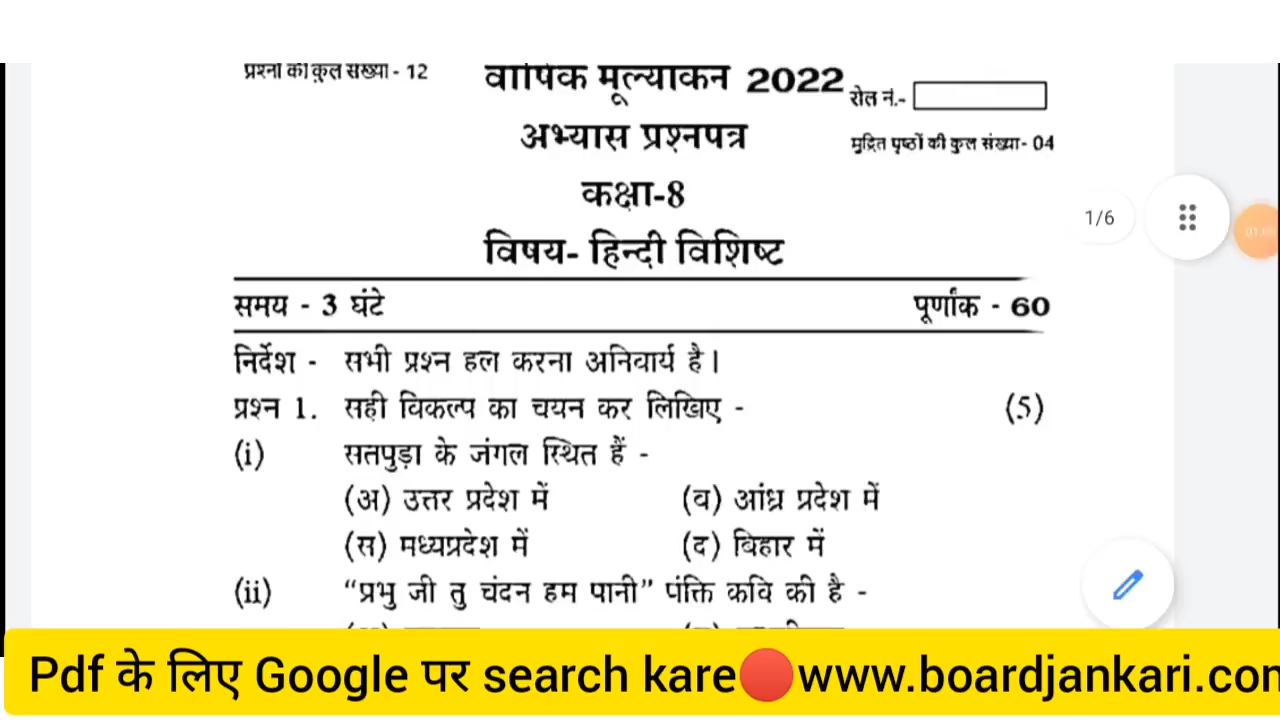 प्रश्नों की कुल संख्या - 12
वार्षिक मूल्यांकन 2022
रोल नं.-
अभ्यास प्रश्नपत्र
मुद्रित पृष्ठों की कुल संख्या- 04
कक्षा-8
1/6
विषय- हिन्दी विशिष्ट
समय - 3 घंटे पूर्णांक - 60
निर्देश - सभी प्रश्न हल करना अनिवार्य है।
प्रश्न 1. सही विकल्प का चयन कर लिखिए - (5)
(i) सतपुड़ा के जंगल स्थित हैं -
(अ) उत्तर प्रदेश में (व) आंध्र प्रदेश में
(स) मध्यप्रदेश में (द) बिहार में
(ii) “प्रभु जी तु चंदन हम पानी” पंक्ति कवि की है -
Pdf के लिए Google पर search kare🔴www.boardjankari.com